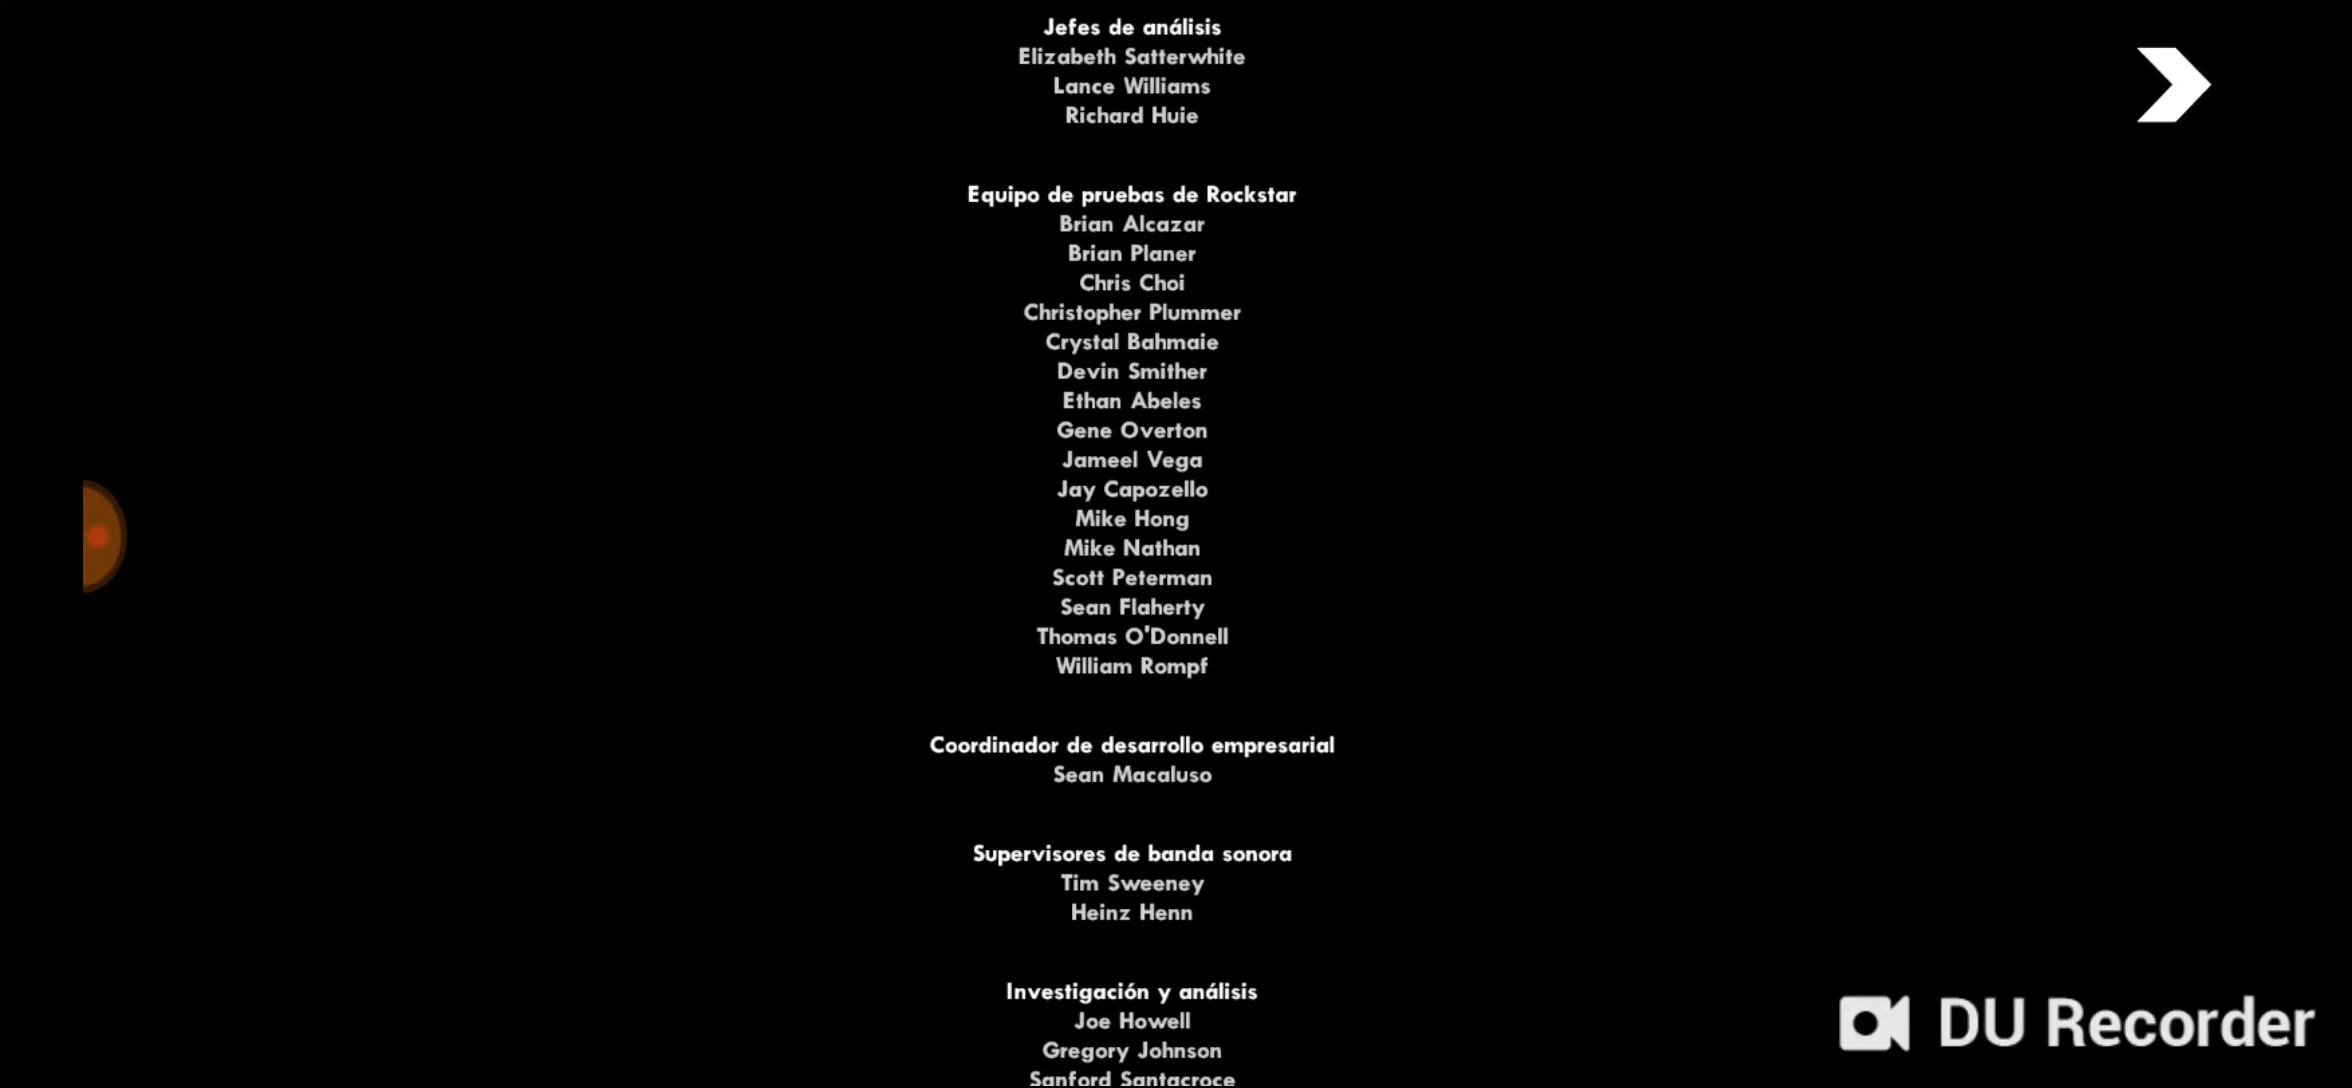 Jefes de análisis
Elizabeth Satterwhite
Lance Williams
Richard Huie
Equipo de pruebas de Rockstar
Brian Alcazar
Brian Planer
Chris Choi
Christopher Plummer
Crystal Bahmaie
Devin Smither
Ethan Abeles
Gene Overton
Jameel Vega
Jay Capozello
Mike Hong
Mike Nathan
Scott Peterman
Sean Flaherty
Thomas O'Donnell
William Rompf
Coordinador de desarrollo empresarial
Sean Macaluso
Supervisores de banda sonora
Tim Sweeney
Heinz Henn
Investigación y análisis
Joe Howell
Gregory Johnson
Sanford Santacroce
DU Recorder